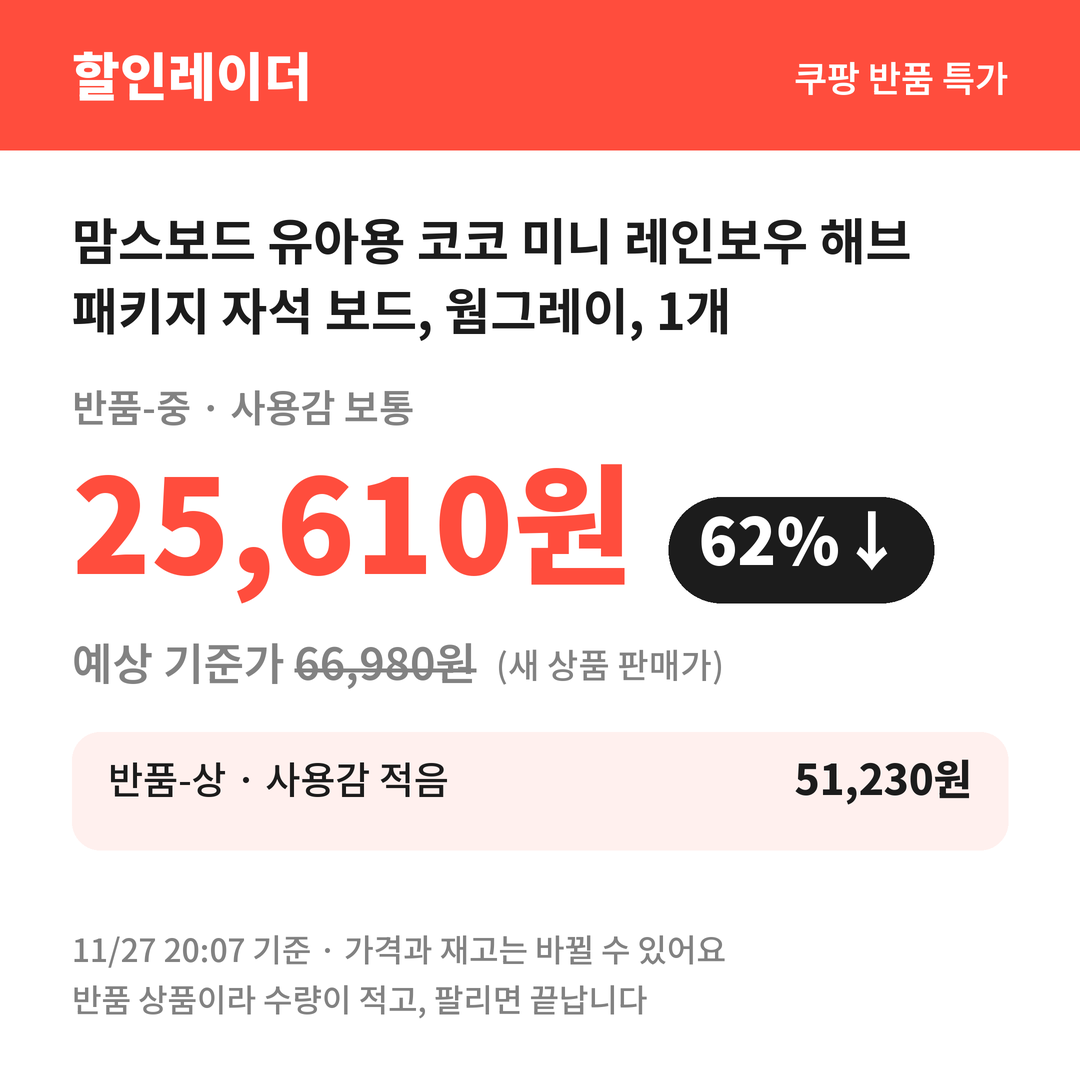 할인레이더
쿠팡 반품 특가
맘스보드 유아용 코코 미니 레인보우 해브
패키지 자석 보드, 웜그레이, 1개
반품-중 · 사용감 보통
25,610원 62%↓
예상 기준가 66,980원 (새 상품 판매가)
반품-상 · 사용감 적음 51,230원
11/27 20:07 기준 · 가격과 재고는 바뀔 수 있어요
반품 상품이라 수량이 적고, 팔리면 끝납니다